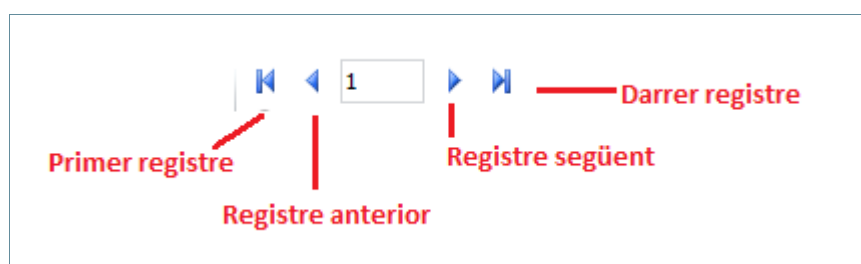 1
Darrer registre
Primer registre
Registre següent
Registre anterior